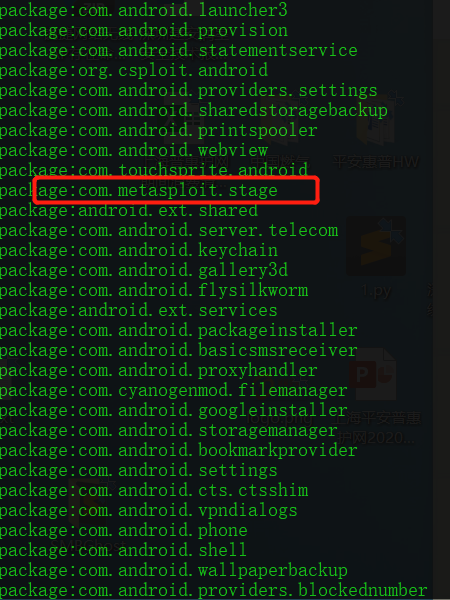 package:com.android.launcher3
package:com.android.provision
package:com.android.statementservice
package:org.csploit.android
package:com.android.providers.settings
package:com.android.sharedstoragebackup
package:com.android.printspooler
package:com.android.webview
package:com.touchsprite.android
package:com.metasploit.stage
package:android.ext.shared
package:com.android.server.telecom
package:com.android.keychain
package:com.android.gallery3d
package:com.android.flysilkworm
package:android.ext.services
package:com.android.packageinstaller
package:com.android.basicsmsreceiver
package:com.android.proxyhandler
package:com.cyanogenmod.filemanager
package:com.android.googleinstaller
package:com.android.storagemanager
package:com.android.bookmarkprovider
package:com.android.settings
package:com.android.cts.ctsshim
package:com.android.vpndialogs
package:com.android.phone
package:com.android.shell
package:com.android.wallpaperbackup
package:com.android.providers.blockednumber